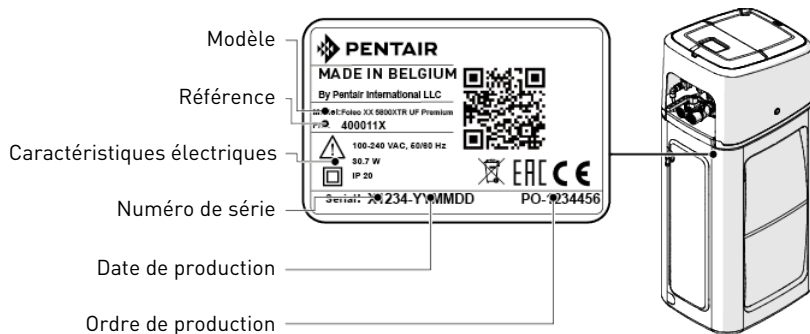 Modèle
Référence
Caractéristiques électriques
Numéro de série
Date de production
Ordre de production
PENTAIR
MADE IN BELGIUM
By Pentair International LLC
Foleo XX 5800XTR UF Premium
400011X
100-240 VAC, 50/60 Hz
30.7 W
IP 20
EAC CE
Serial: X1234-YYMMDD PO-1234456